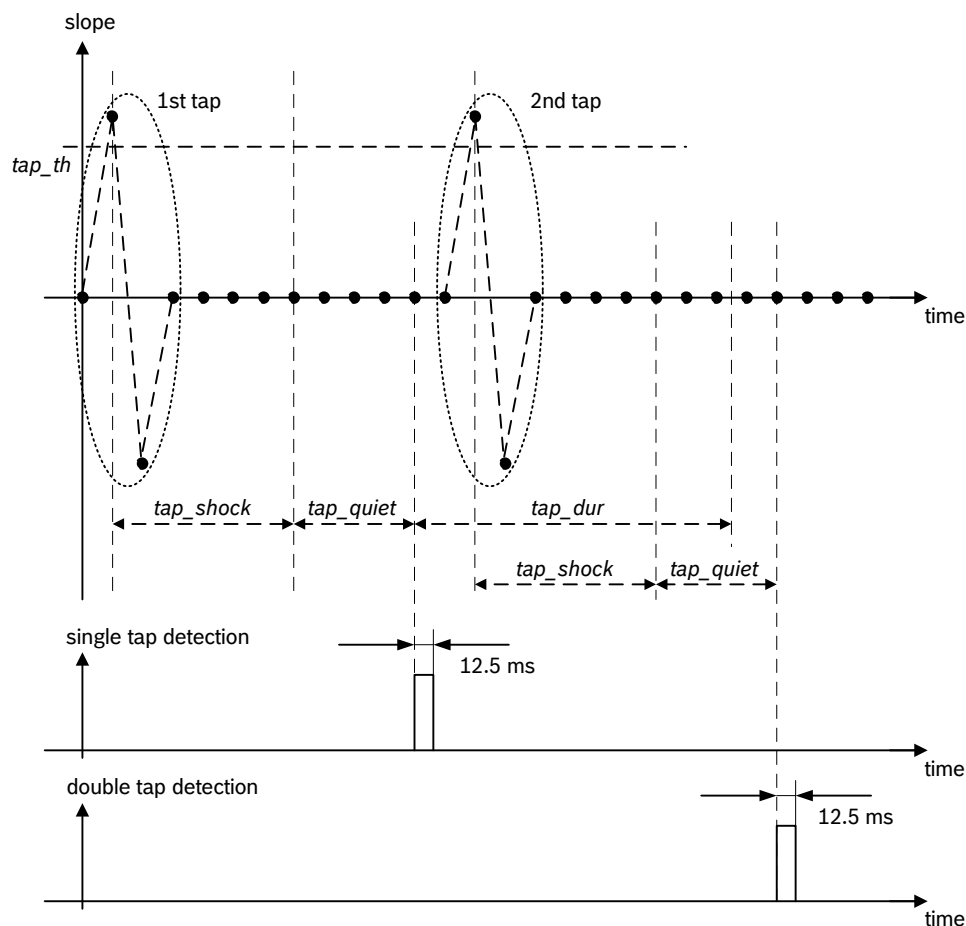 slope
1st tap
2nd tap
tap_th
time
tap_shock
tap_quiet
tap_dur
tap_shock
tap_quiet
single tap detection
12.5 ms
time
double tap detection
12.5 ms
time